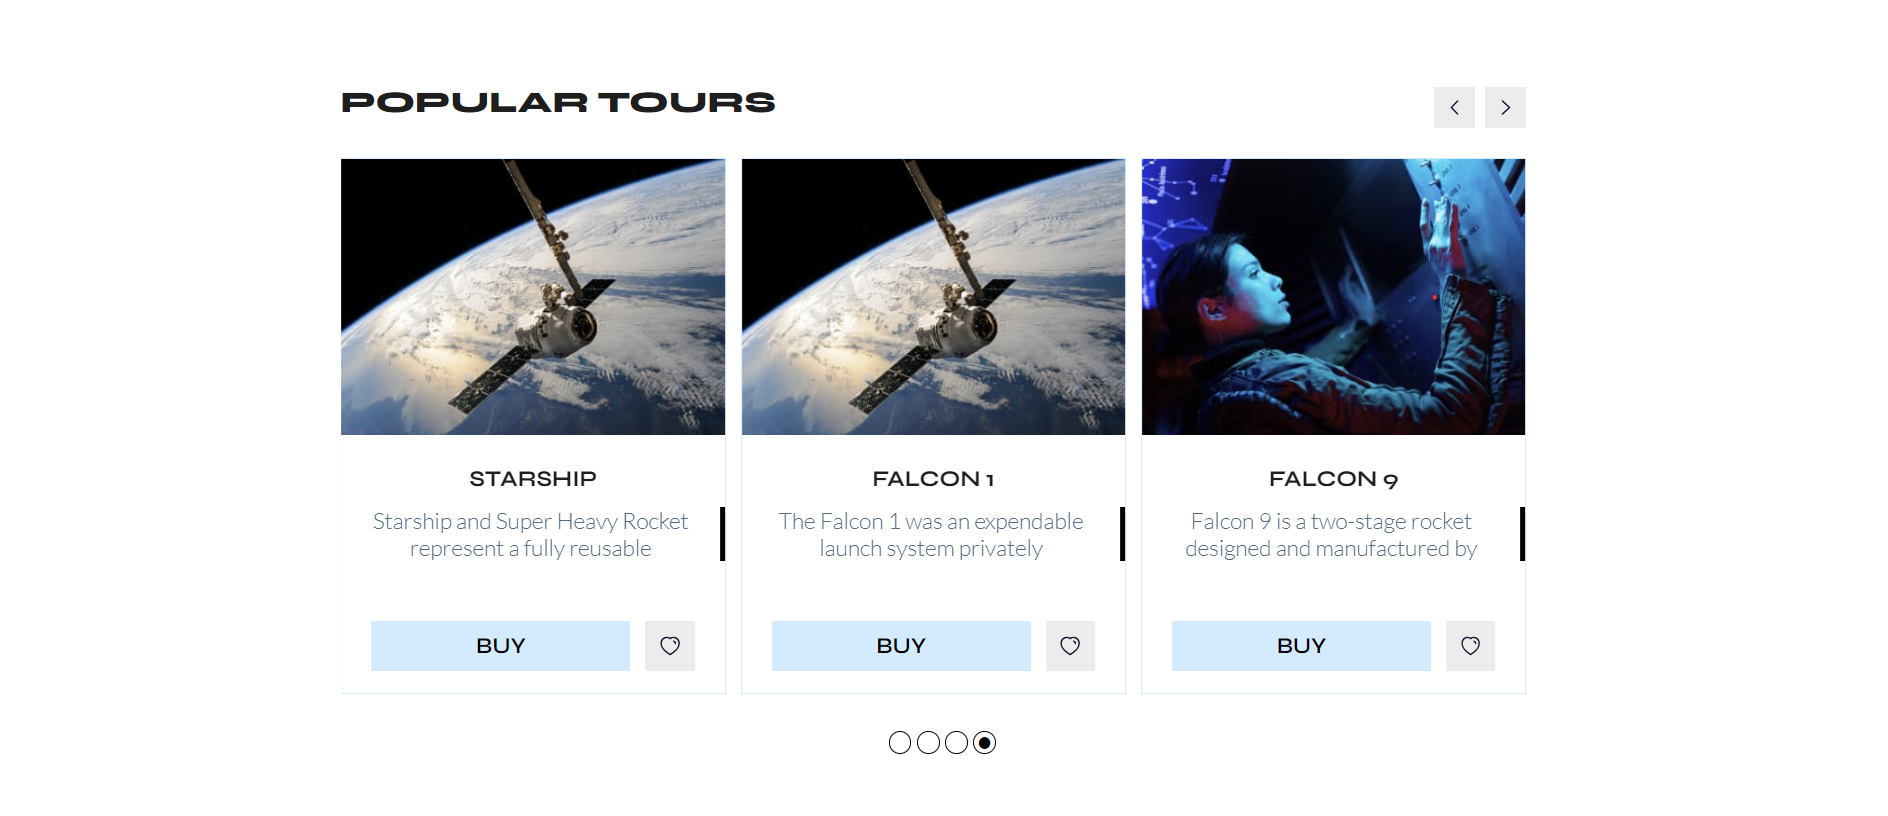 POPULAR TOURS
STARSHIP
Starship and Super Heavy Rocket
represent a fully reusable
BUY
FALCON 1
The Falcon 1 was an expendable
launch system privately
BUY
FALCON 9
Falcon 9 is a two-stage rocket
designed and manufactured by
BUY